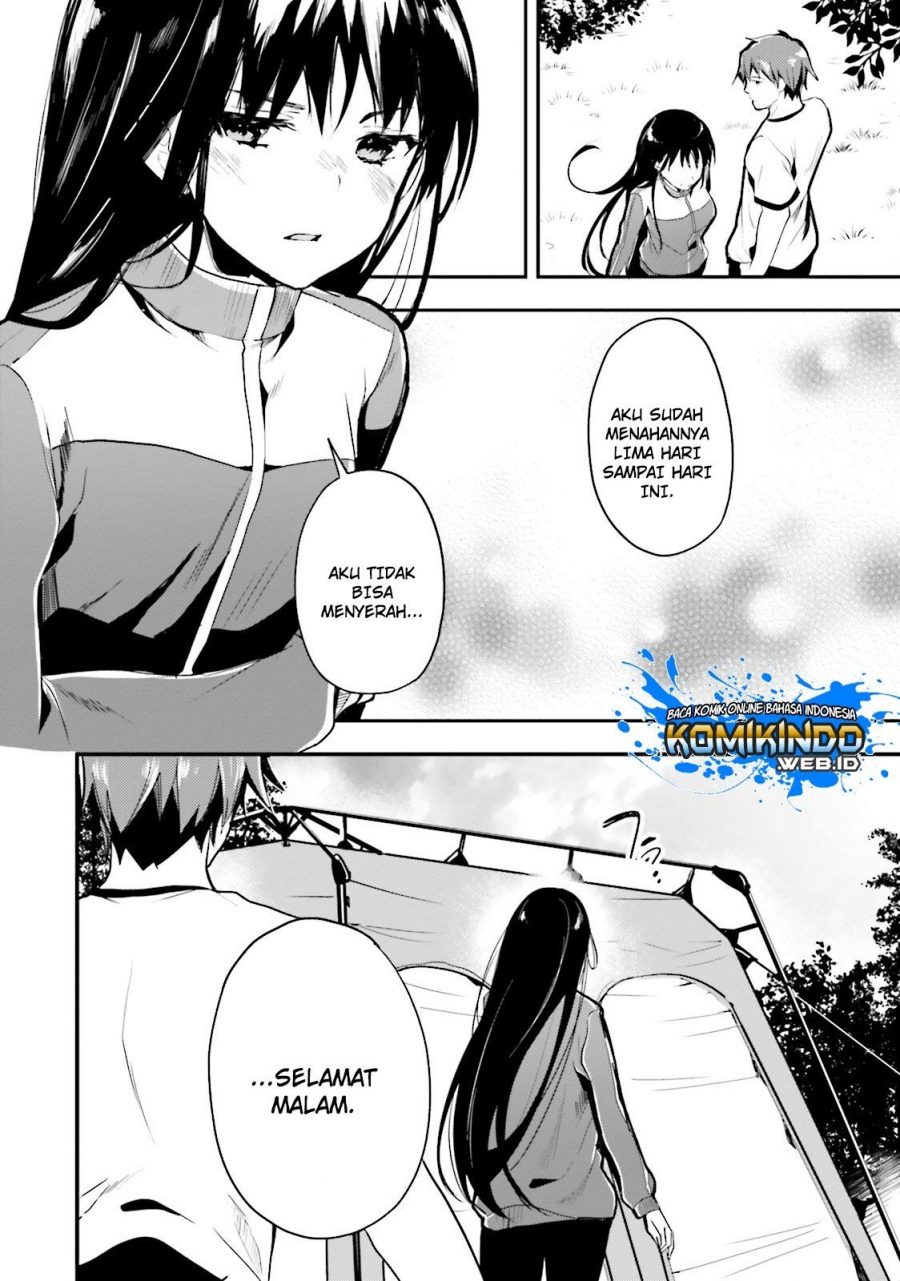 AKU SUDAH
MENAHANNYA
LIMA HARI
SAMPAI HARI
INI.
AKU TIDAK
BISA
MENYERAH...
BACA KOMIK ONLINE BAHASA INDONESIA
KOMIKINDO
.WEB.ID
...SELAMAT
MALAM.